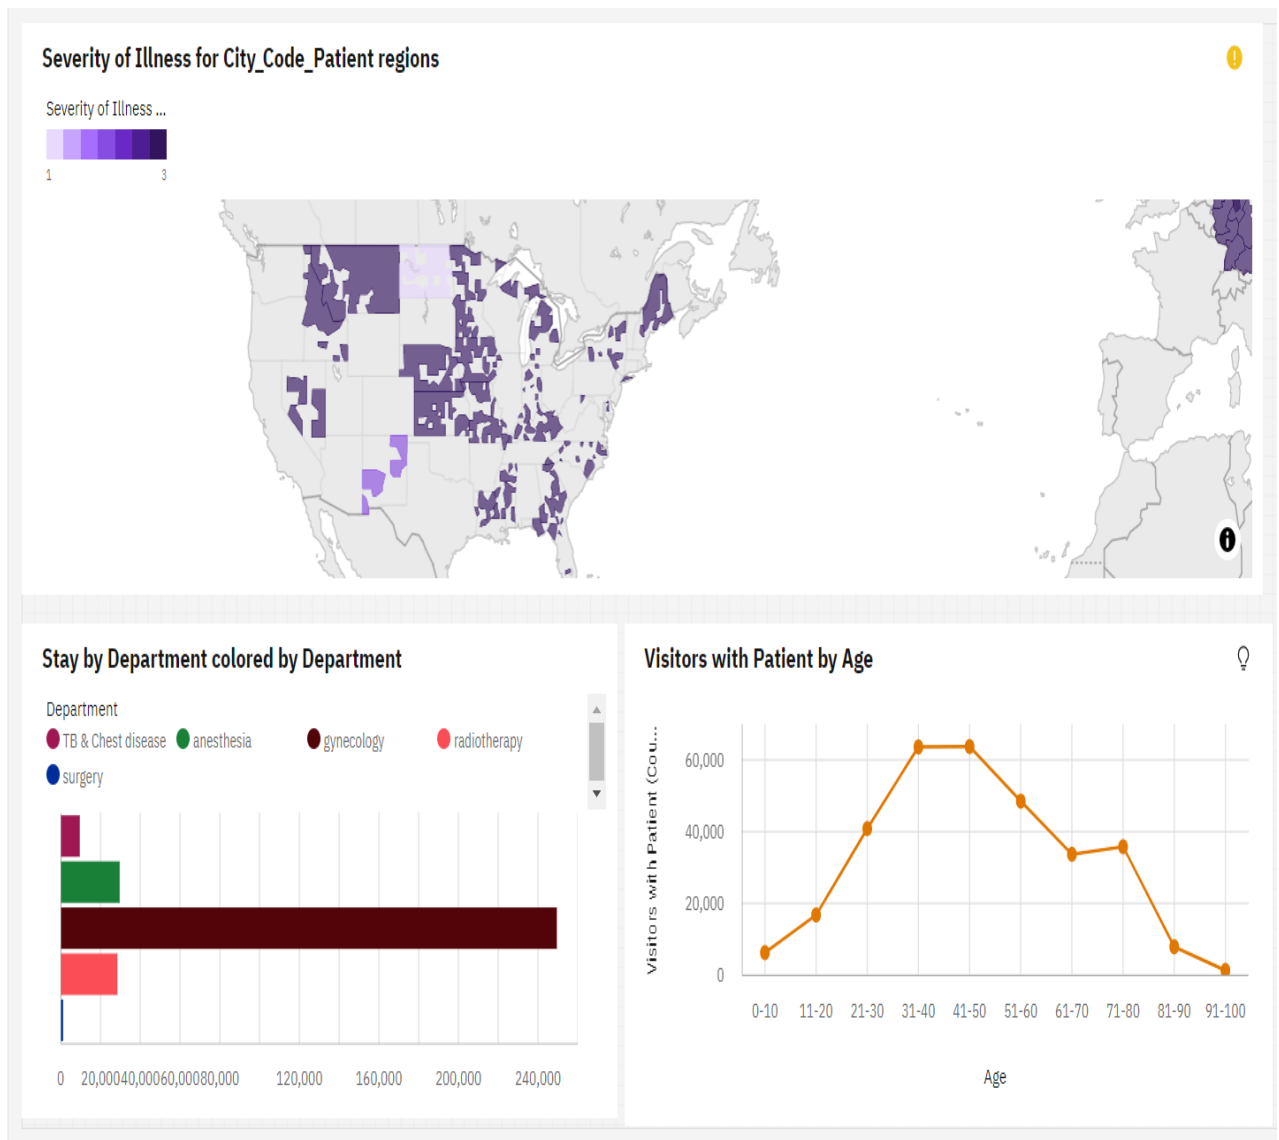 Severity of Illness for City_Code_Patient regions
Severity of Illness ...
1 3
Stay by Department colored by Department
Department
TB & Chest disease anesthesia gynecology radiotherapy
surgery
0 20,000 40,000 60,000 80,000 120,000 160,000 200,000 240,000
Visitors with Patient by Age
Visitors with Patient (Cou...
60,000
40,000
20,000
0
0-10 11-20 21-30 31-40 41-50 51-60 61-70 71-80 81-90 91-100
Age